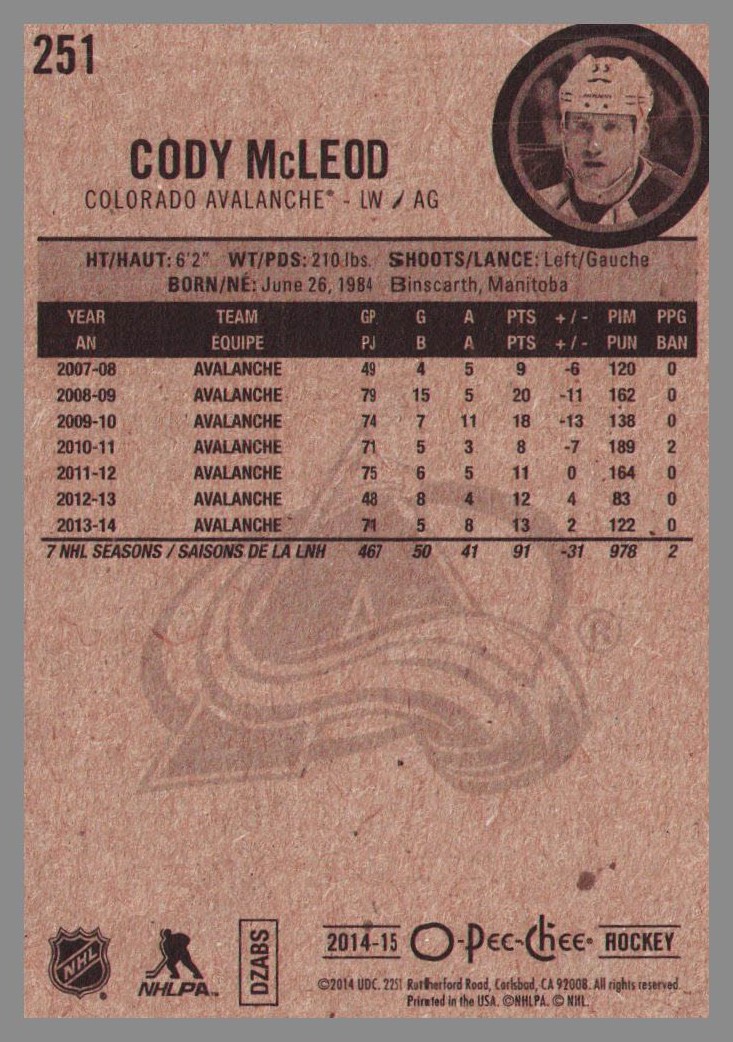 251
CODY McLEOD
COLORADO AVALANCHE® - LW / AG
HT/HAUT: 6'2" WT/PDS: 210 lbs. SHOOTS/LANCE: Left/Gauche
BORN/NÉ: June 26, 1984 Binscarth, Manitoba
YEAR TEAM GP G A PTS +/- PIM PPG
AN ÉQUIPE PJ B A PTS +/- PUN BAN
2007-08 AVALANCHE 49 4 5 9 -6 120 0
2008-09 AVALANCHE 79 15 5 20 -11 162 0
2009-10 AVALANCHE 74 7 11 18 -13 138 0
2010-11 AVALANCHE 71 5 3 8 -7 189 2
2011-12 AVALANCHE 75 6 5 11 0 164 0
2012-13 AVALANCHE 48 8 4 12 4 83 0
2013-14 AVALANCHE 71 5 8 13 2 122 0
7 NHL SEASONS / SAISONS DE LA LNH 467 50 41 91 -31 978 2
®
NHL
NHLPA™
DZABS
2014-15 O-Pee-Chee® HOCKEY
©2014 UDC. 2251 Rutherford Road, Carlsbad, CA 92008. All rights reserved.
Printed in the USA. ©NHLPA. © NHL.